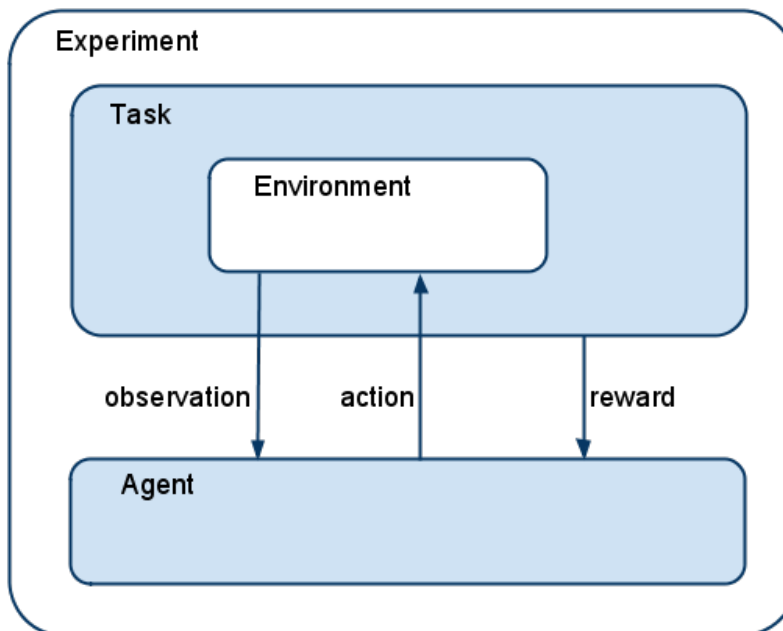 Experiment
Task
Environment
observation
action
reward
Agent